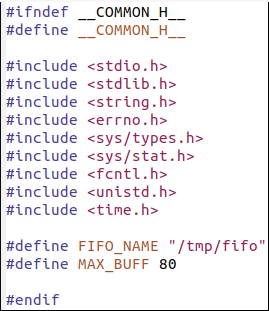 #ifndef __COMMON_H__
#define __COMMON_H__

#include <stdio.h>
#include <stdlib.h>
#include <string.h>
#include <errno.h>
#include <sys/types.h>
#include <sys/stat.h>
#include <fcntl.h>
#include <unistd.h>
#include <time.h>

#define FIFO_NAME "/tmp/fifo"
#define MAX_BUFF 80

#endif